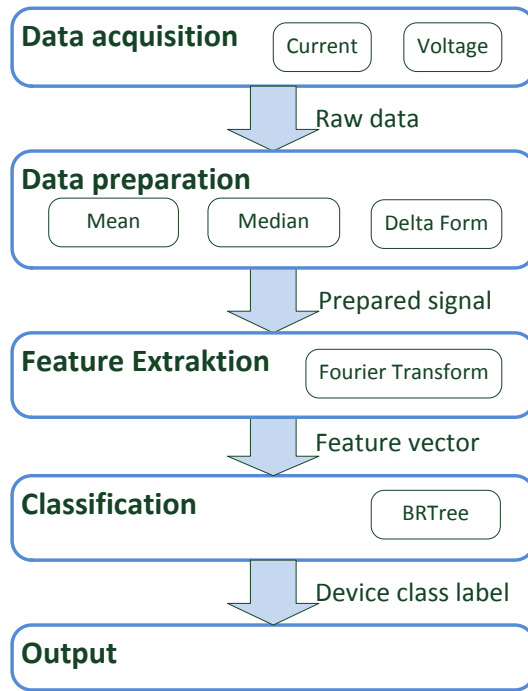 Data acquisition
Current Voltage
Raw data
Data preparation
Mean Median Delta Form
Prepared signal
Feature Extraktion
Fourier Transform
Feature vector
Classification
BRTree
Device class label
Output